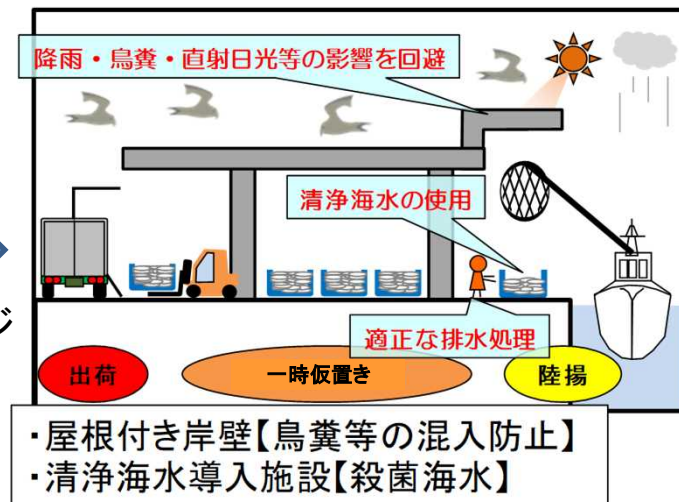 降雨・鳥糞・直射日光等の影響を回避
清浄海水の使用
適正な排水処理
ジ
出荷
一時仮置き
陸揚
・屋根付き岸壁【鳥糞等の混入防止】
・清浄海水導入施設【殺菌海水】